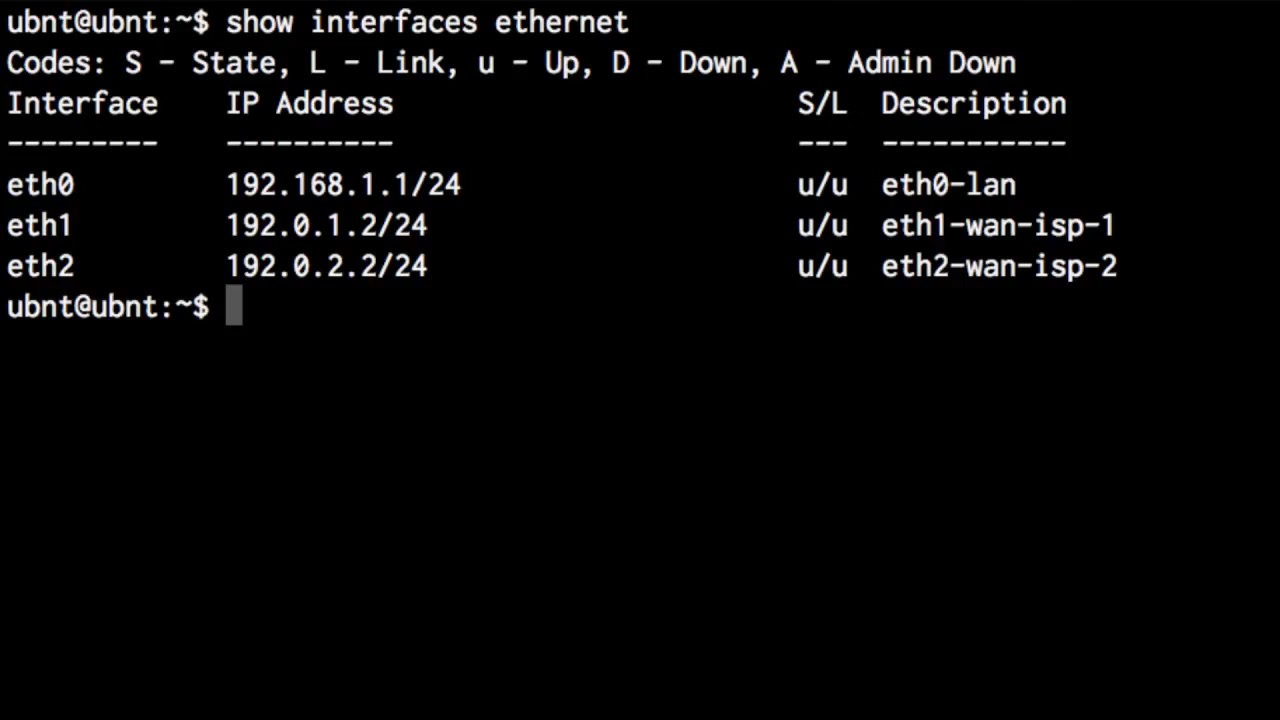 ubnt@ubnt:~$ show interfaces ethernet
Codes: S - State, L - Link, u - Up, D - Down, A - Admin Down
Interface    IP Address                        S/L  Description
---------    ----------                        ---  -----------
eth0         192.168.1.1/24                    u/u  eth0-lan
eth1         192.0.1.2/24                      u/u  eth1-wan-isp-1
eth2         192.0.2.2/24                      u/u  eth2-wan-isp-2
ubnt@ubnt:~$